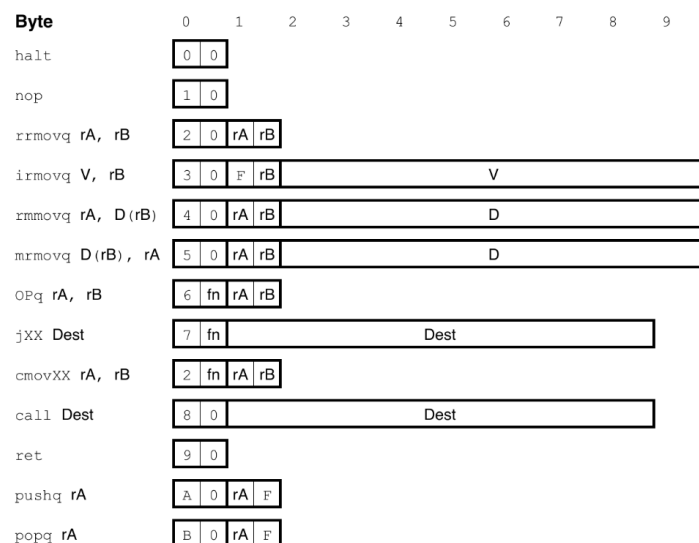 Byte 0 1 2 3 4 5 6 7 8 9
halt 0 0
nop 1 0
rrmovq rA, rB 2 0 rA rB
irmovq V, rB 3 0 F rB V
rmmovq rA, D(rB) 4 0 rA rB D
mrmovq D(rB), rA 5 0 rA rB D
OPq rA, rB 6 fn rA rB
jXX Dest 7 fn Dest
cmovXX rA, rB 2 fn rA rB
call Dest 8 0 Dest
ret 9 0
pushq rA A 0 rA F
popq rA B 0 rA F